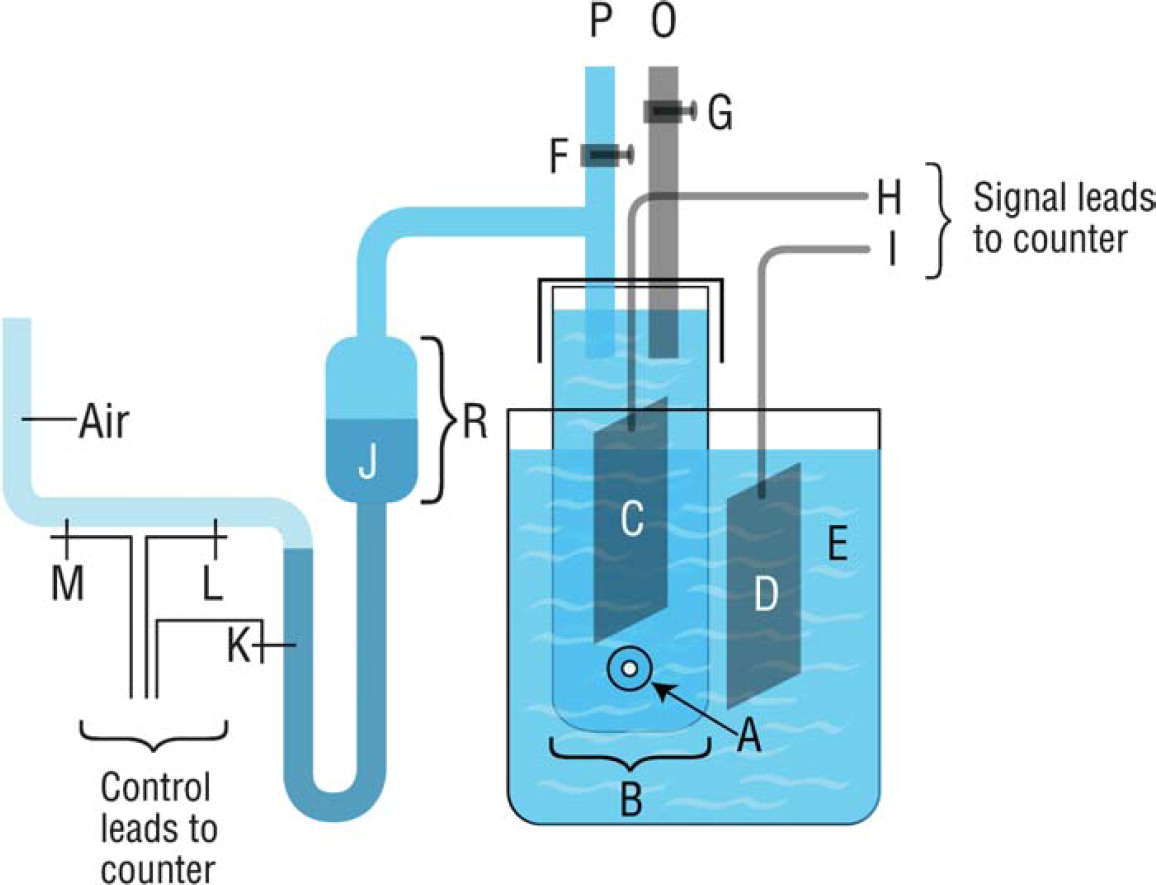 P O
G
F
H
Signal leads
to counter
I
Air
R
J
C
E
D
M
L
K
A
B
Control
leads to
counter